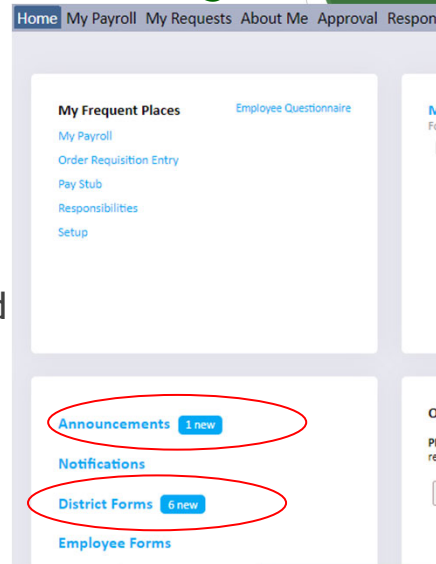 Home My Payroll My Requests About Me Approval Respon
My Frequent Places
Employee Questionnaire
My Payroll
Order Requisition Entry
Pay Stub
Responsibilities
Setup
Announcements 1 new
Notifications
District Forms 6 new
Employee Forms